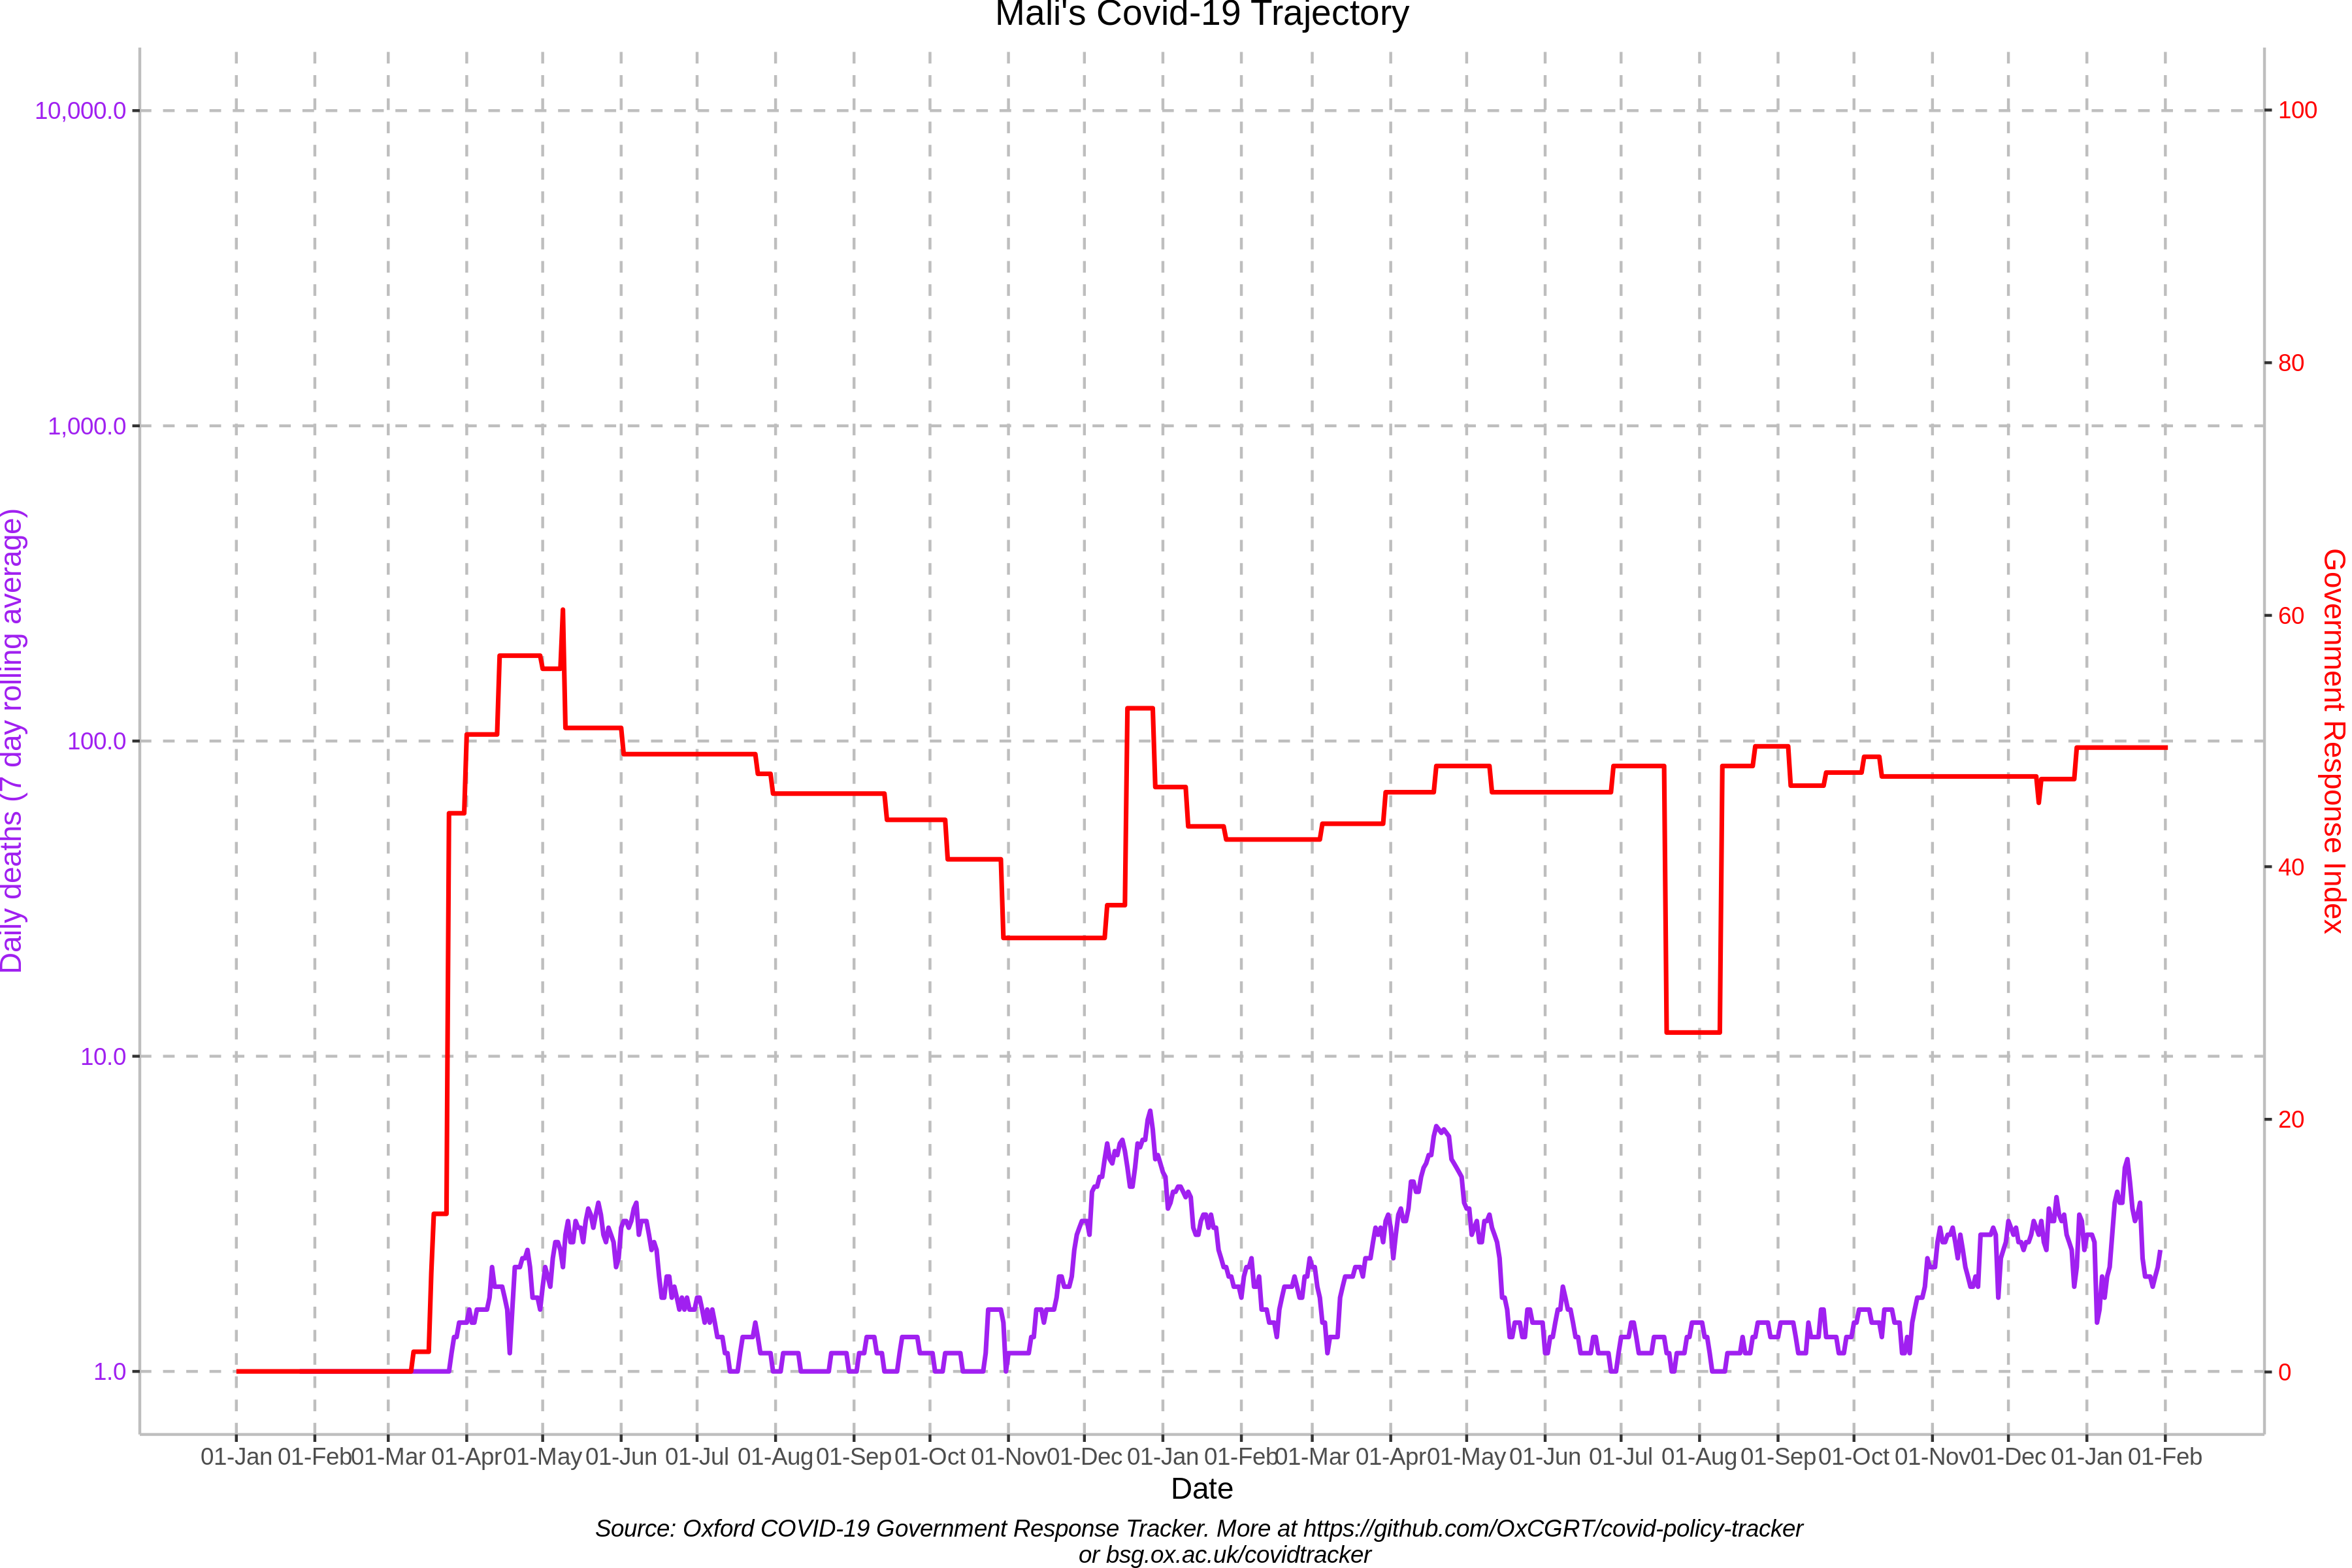 Mali's Covid-19 Trajectory
10,000.0
1,000.0
100.0
10.0
1.0
Daily deaths (7 day rolling average)
100
80
60
40
20
0
Government Response Index
01-Jan 01-Feb 01-Mar 01-Apr 01-May 01-Jun 01-Jul 01-Aug 01-Sep 01-Oct 01-Nov 01-Dec 01-Jan 01-Feb 01-Mar 01-Apr 01-May 01-Jun 01-Jul 01-Aug 01-Sep 01-Oct 01-Nov 01-Dec 01-Jan 01-Feb
Date
Source: Oxford COVID-19 Government Response Tracker. More at https://github.com/OxCGRT/covid-policy-tracker
or bsg.ox.ac.uk/covidtracker